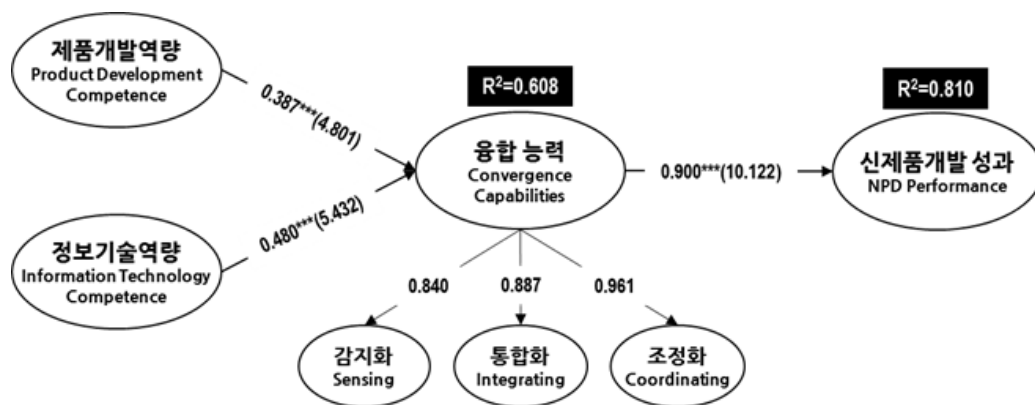 제품개발역량
Product Development
Competence
0.387***(4.801)
R²=0.608
R²=0.810
융합 능력
Convergence
Capabilities
0.900***(10.122)
신제품개발 성과
NPD Performance
0.480***(5.432)
정보기술역량
Information Technology
Competence
0.840
0.887
0.961
감지화
Sensing
통합화
Integrating
조정화
Coordinating